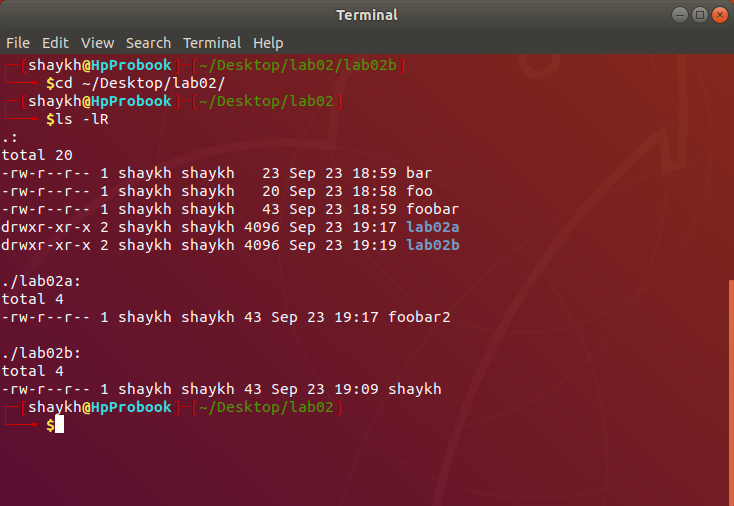 Terminal
File Edit View Search Terminal Help
┌─[shaykh@HpProbook]─[~/Desktop/lab02/lab02b]
└──╼ $cd ~/Desktop/lab02/
┌─[shaykh@HpProbook]─[~/Desktop/lab02]
└──╼ $ls -lR
.:
total 20
-rw-r--r-- 1 shaykh shaykh   23 Sep 23 18:59 bar
-rw-r--r-- 1 shaykh shaykh   20 Sep 23 18:58 foo
-rw-r--r-- 1 shaykh shaykh   43 Sep 23 18:59 foobar
drwxr-xr-x 2 shaykh shaykh 4096 Sep 23 19:17 lab02a
drwxr-xr-x 2 shaykh shaykh 4096 Sep 23 19:19 lab02b
./lab02a:
total 4
-rw-r--r-- 1 shaykh shaykh 43 Sep 23 19:17 foobar2
./lab02b:
total 4
-rw-r--r-- 1 shaykh shaykh 43 Sep 23 19:09 shaykh
┌─[shaykh@HpProbook]─[~/Desktop/lab02]
└──╼ $